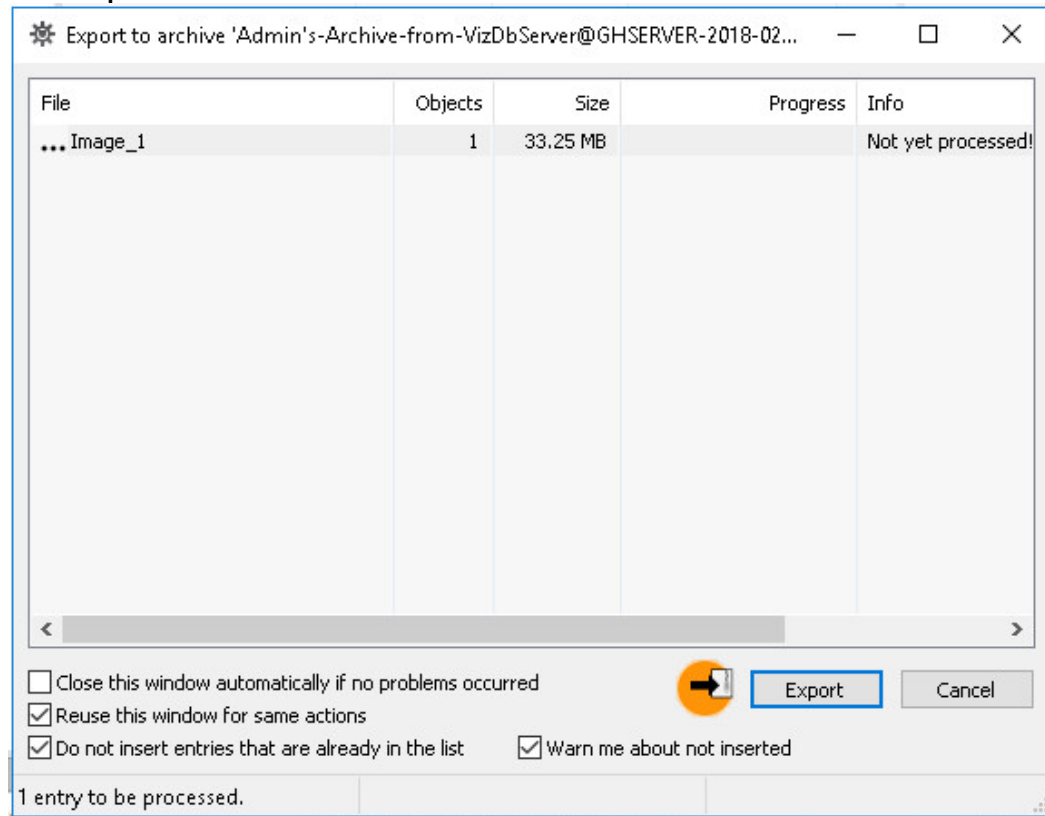 Export to archive 'Admin's-Archive-from-VizDbServer@GHSERVER-2018-02...
File Objects Size Progress Info
... Image_1 1 33.25 MB Not yet processed!
Close this window automatically if no problems occurred
Export Cancel
Reuse this window for same actions
Do not insert entries that are already in the list Warn me about not inserted
1 entry to be processed.